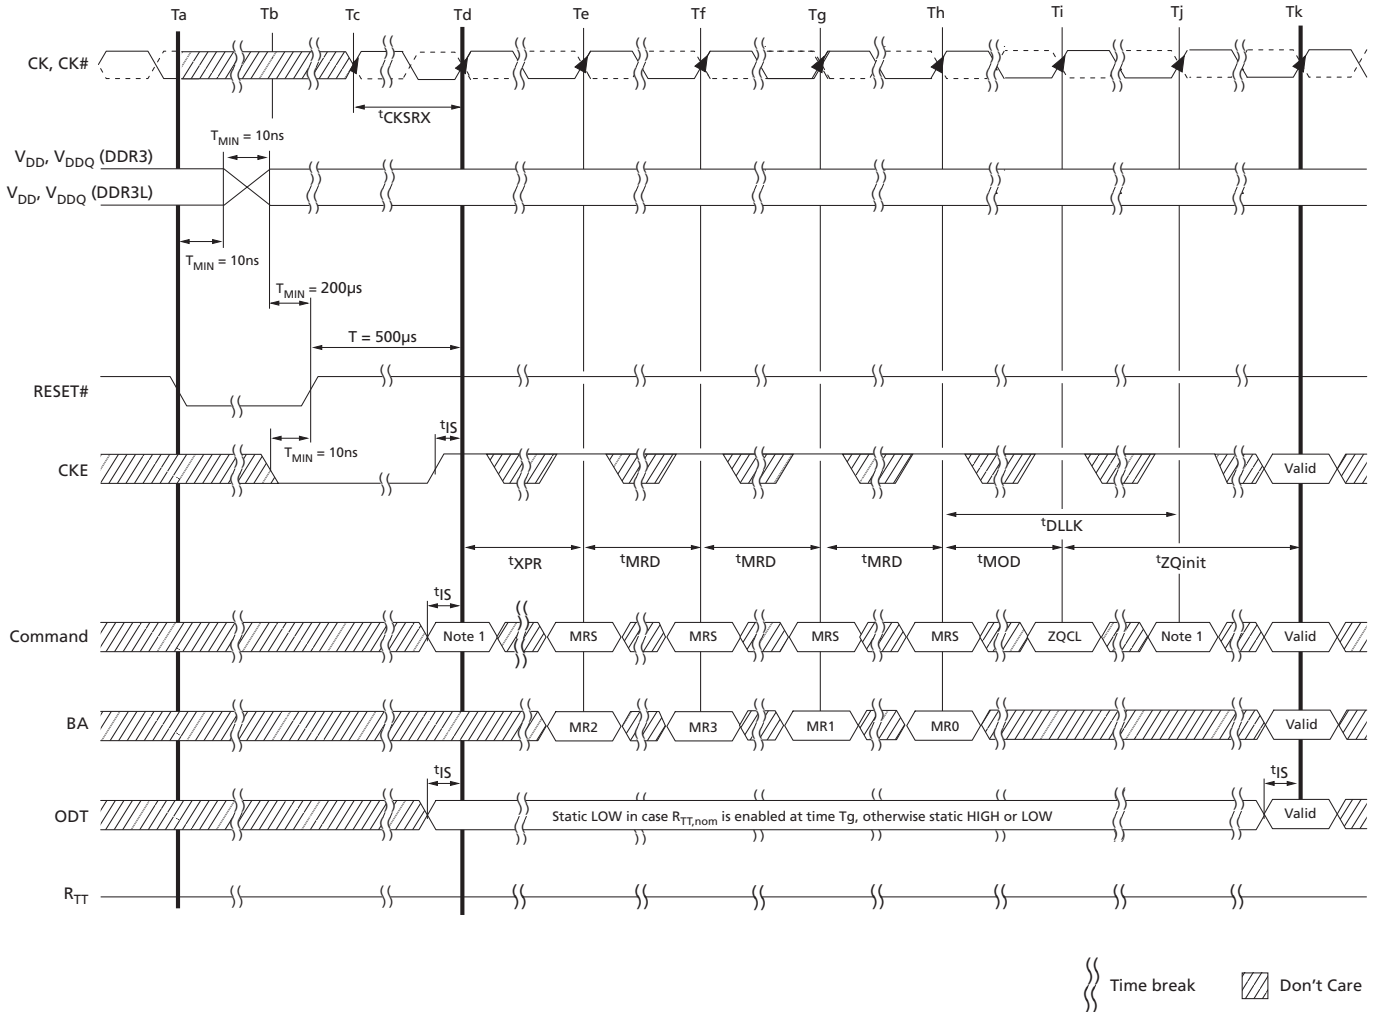 Ta Tb Tc Td Te Tf Tg Th Ti Tj Tk
CK, CK#
tCKSRX
TMIN = 10ns
VDD, VDDQ (DDR3)
VDD, VDDQ (DDR3L)
TMIN = 10ns
TMIN = 200µs
T = 500µs
RESET#
tIS
TMIN = 10ns
CKE Valid
tDLLK
tXPR tMRD tMRD tMRD tMOD tZQinit
tIS
Command Note 1 MRS MRS MRS MRS ZQCL Note 1 Valid
BA MR2 MR3 MR1 MR0 Valid
tIS tIS
ODT Static LOW in case RTT,nom is enabled at time Tg, otherwise static HIGH or LOW Valid
RTT
Time break Don't Care